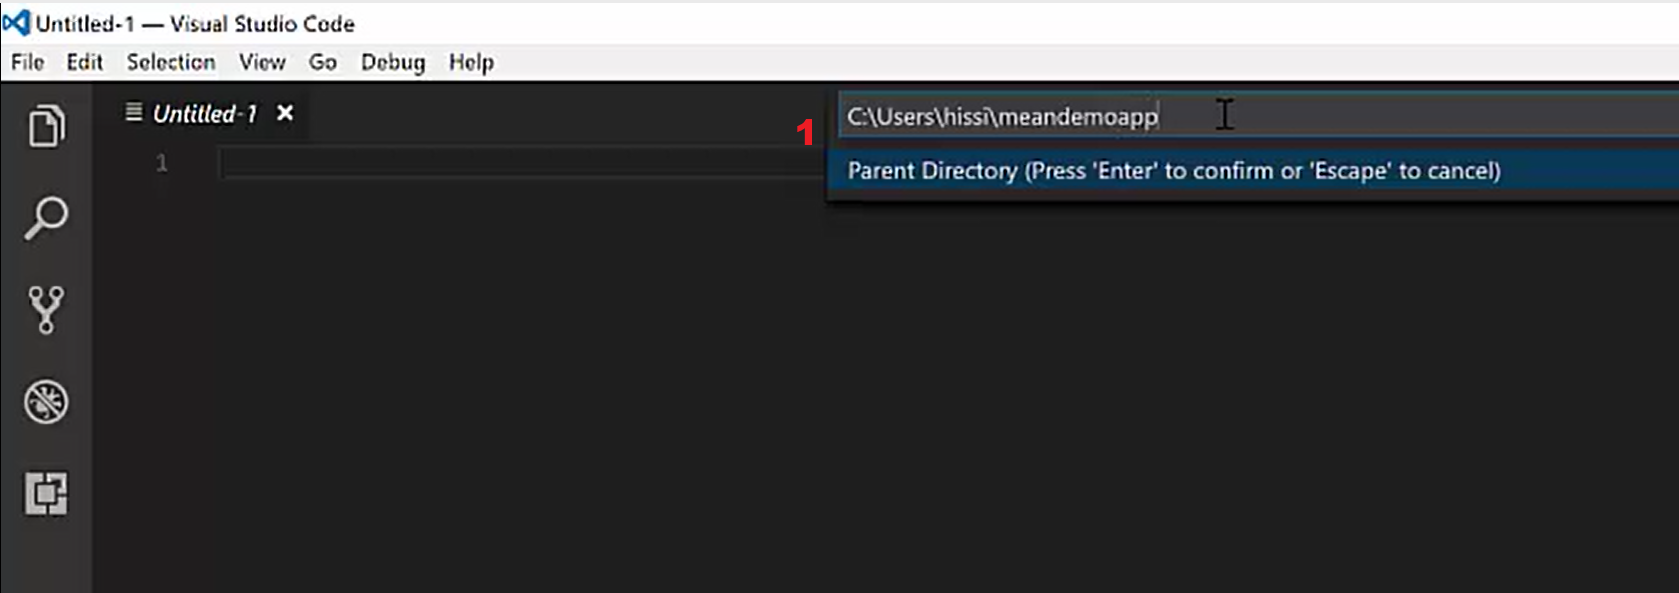 Untitled-1 — Visual Studio Code
File Edit Selection View Go Debug Help
Untitled-1
C:\Users\hissi\meandemoapp
1
1
Parent Directory (Press 'Enter' to confirm or 'Escape' to cancel)